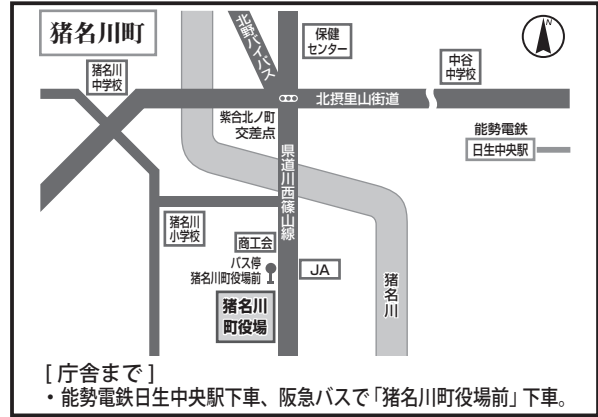 猪名川町
北野バイパス
保健
センター
N
中谷
中学校
猪名川
中学校
北摂里山街道
紫合北ノ町
交差点
能勢電鉄
日生中央駅
県道川西篠山線
猪名川
小学校
商工会
バス停
猪名川町役場前
JA
猪名川
猪名川
町役場
[庁舎まで]
・能勢電鉄日生中央駅下車、阪急バスで「猪名川町役場前」下車。